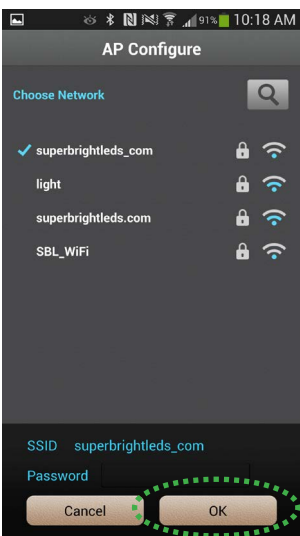 91% 10:18 AM
AP Configure
Choose Network
superbrightleds_com
light
superbrightleds.com
SBL_WiFi
SSID superbrightleds_com
Password
Cancel OK